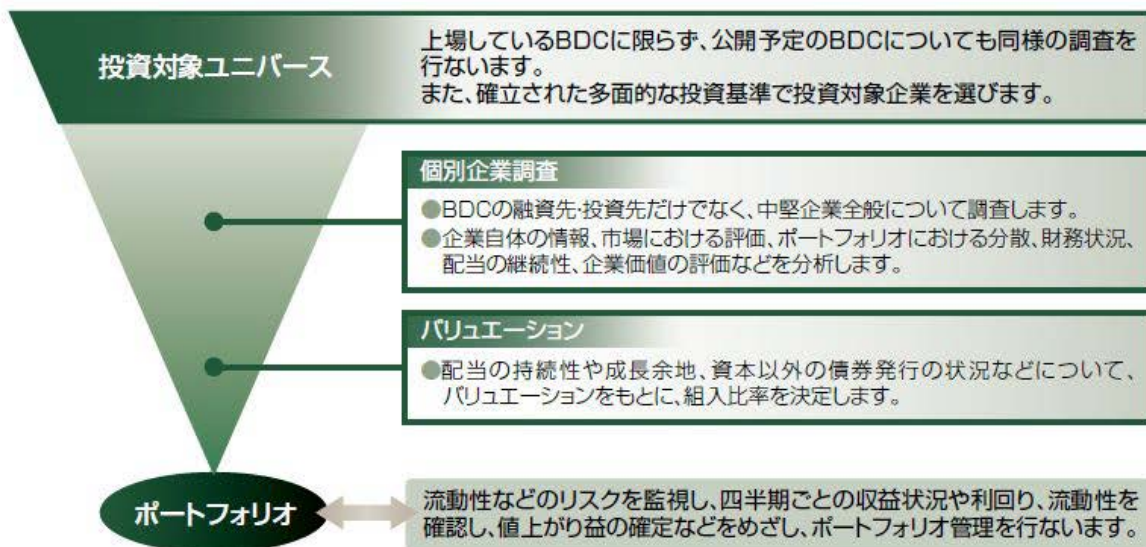 投資対象ユニバース
上場しているBDCに限らず、公開予定のBDCについても同様の調査を
行ないます。
また、確立された多面的な投資基準で投資対象企業を選びます。
個別企業調査
●BDCの融資先・投資先だけでなく、中堅企業全般について調査します。
●企業自体の情報、市場における評価、ポートフォリオにおける分散、財務状況、
配当の継続性、企業価値の評価などを分析します。
バリュエーション
●配当の持続性や成長余地、資本以外の債券発行の状況などについて、
バリュエーションをもとに、組入比率を決定します。
ポートフォリオ
流動性などのリスクを監視し、四半期ごとの収益状況や利回り、流動性を
確認し、値上がり益の確定などをめざし、ポートフォリオ管理を行ないます。